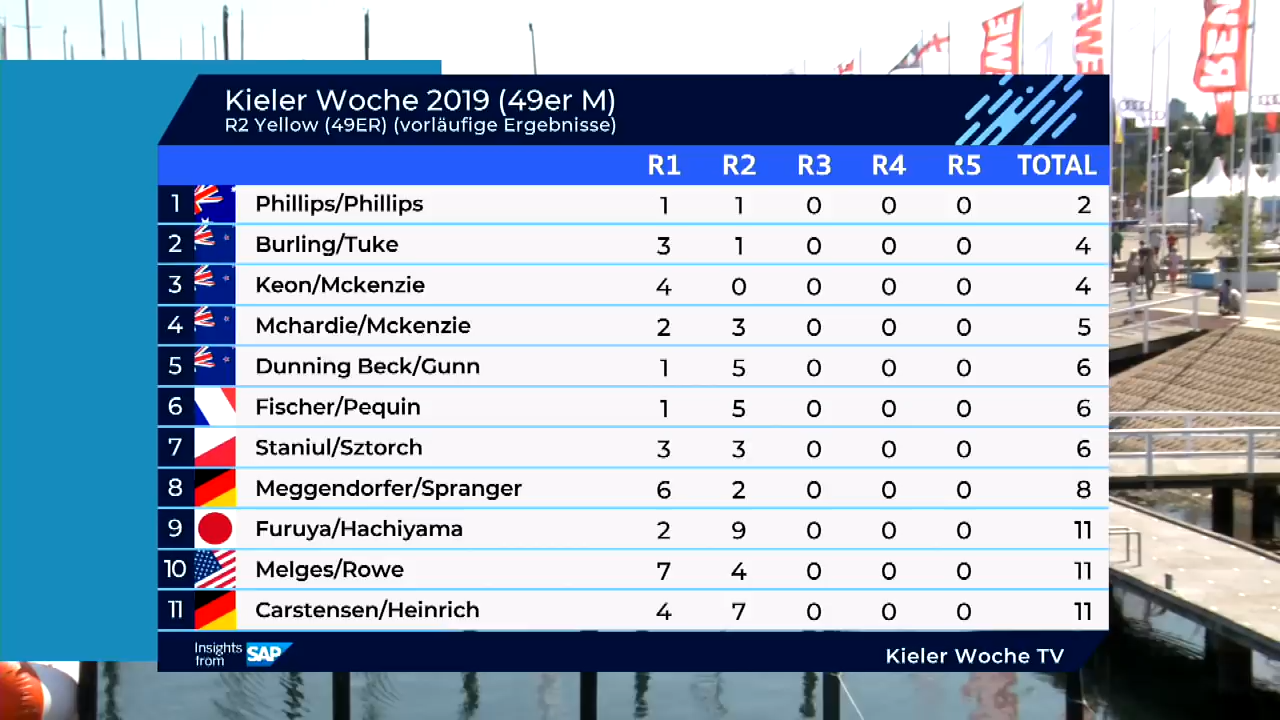 REWE
REWE
REWE
Kieler Woche 2019 (49er M)
R2 Yellow (49ER) (vorläufige Ergebnisse)
R1 R2 R3 R4 R5 TOTAL
1 Phillips/Phillips 1 1 0 0 0 2
2 Burling/Tuke 3 1 0 0 0 4
3 Keon/Mckenzie 4 0 0 0 0 4
4 Mchardie/Mckenzie 2 3 0 0 0 5
5 Dunning Beck/Gunn 1 5 0 0 0 6
6 Fischer/Pequin 1 5 0 0 0 6
7 Staniul/Sztorch 3 3 0 0 0 6
8 Meggendorfer/Spranger 6 2 0 0 0 8
9 Furuya/Hachiyama 2 9 0 0 0 11
10 Melges/Rowe 7 4 0 0 0 11
11 Carstensen/Heinrich 4 7 0 0 0 11
Insights
from SAP
Kieler Woche TV